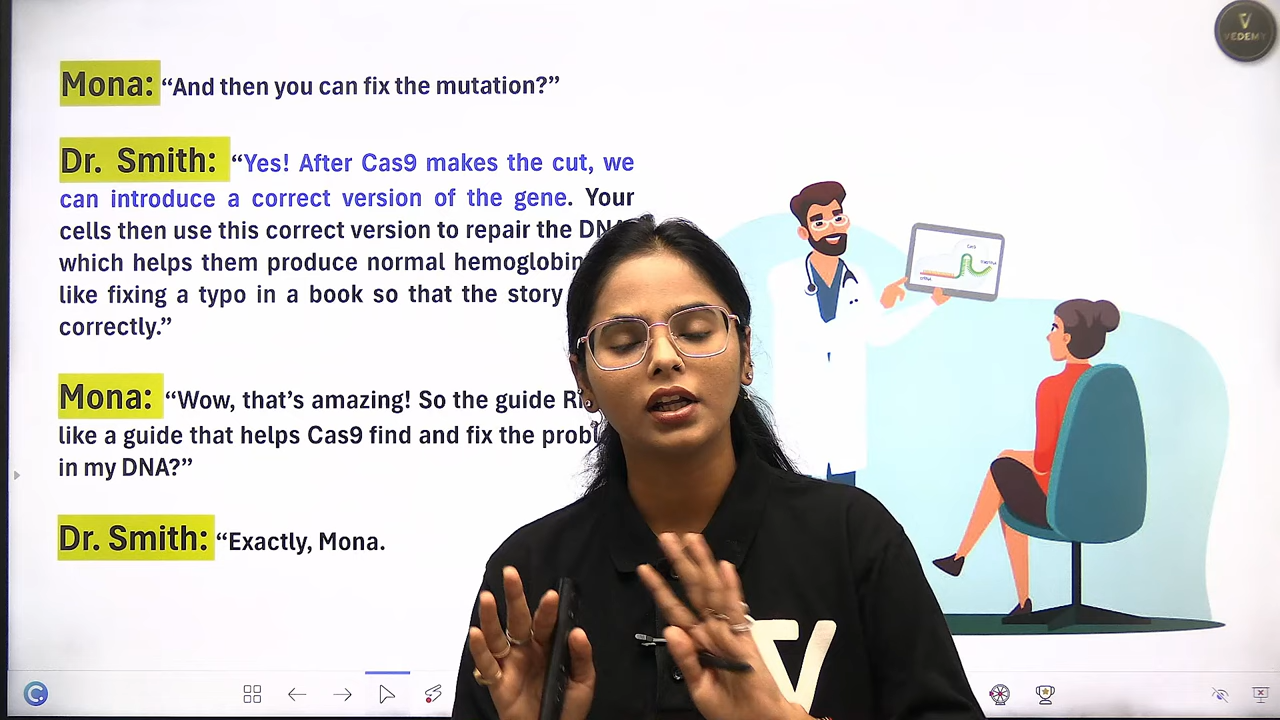 VEDEMY
Mona: “And then you can fix the mutation?”
Dr. Smith: “Yes! After Cas9 makes the cut, we
can introduce a correct version of the gene. Your
cells then use this correct version to repair the
which helps them produce normal
like fixing a typo in a book so that the story
correctly.”
Mona: “Wow, that’s amazing! So the guide
like a guide that helps Cas9 find and fix the
in my DNA?”
Dr. Smith: “Exactly, Mona.